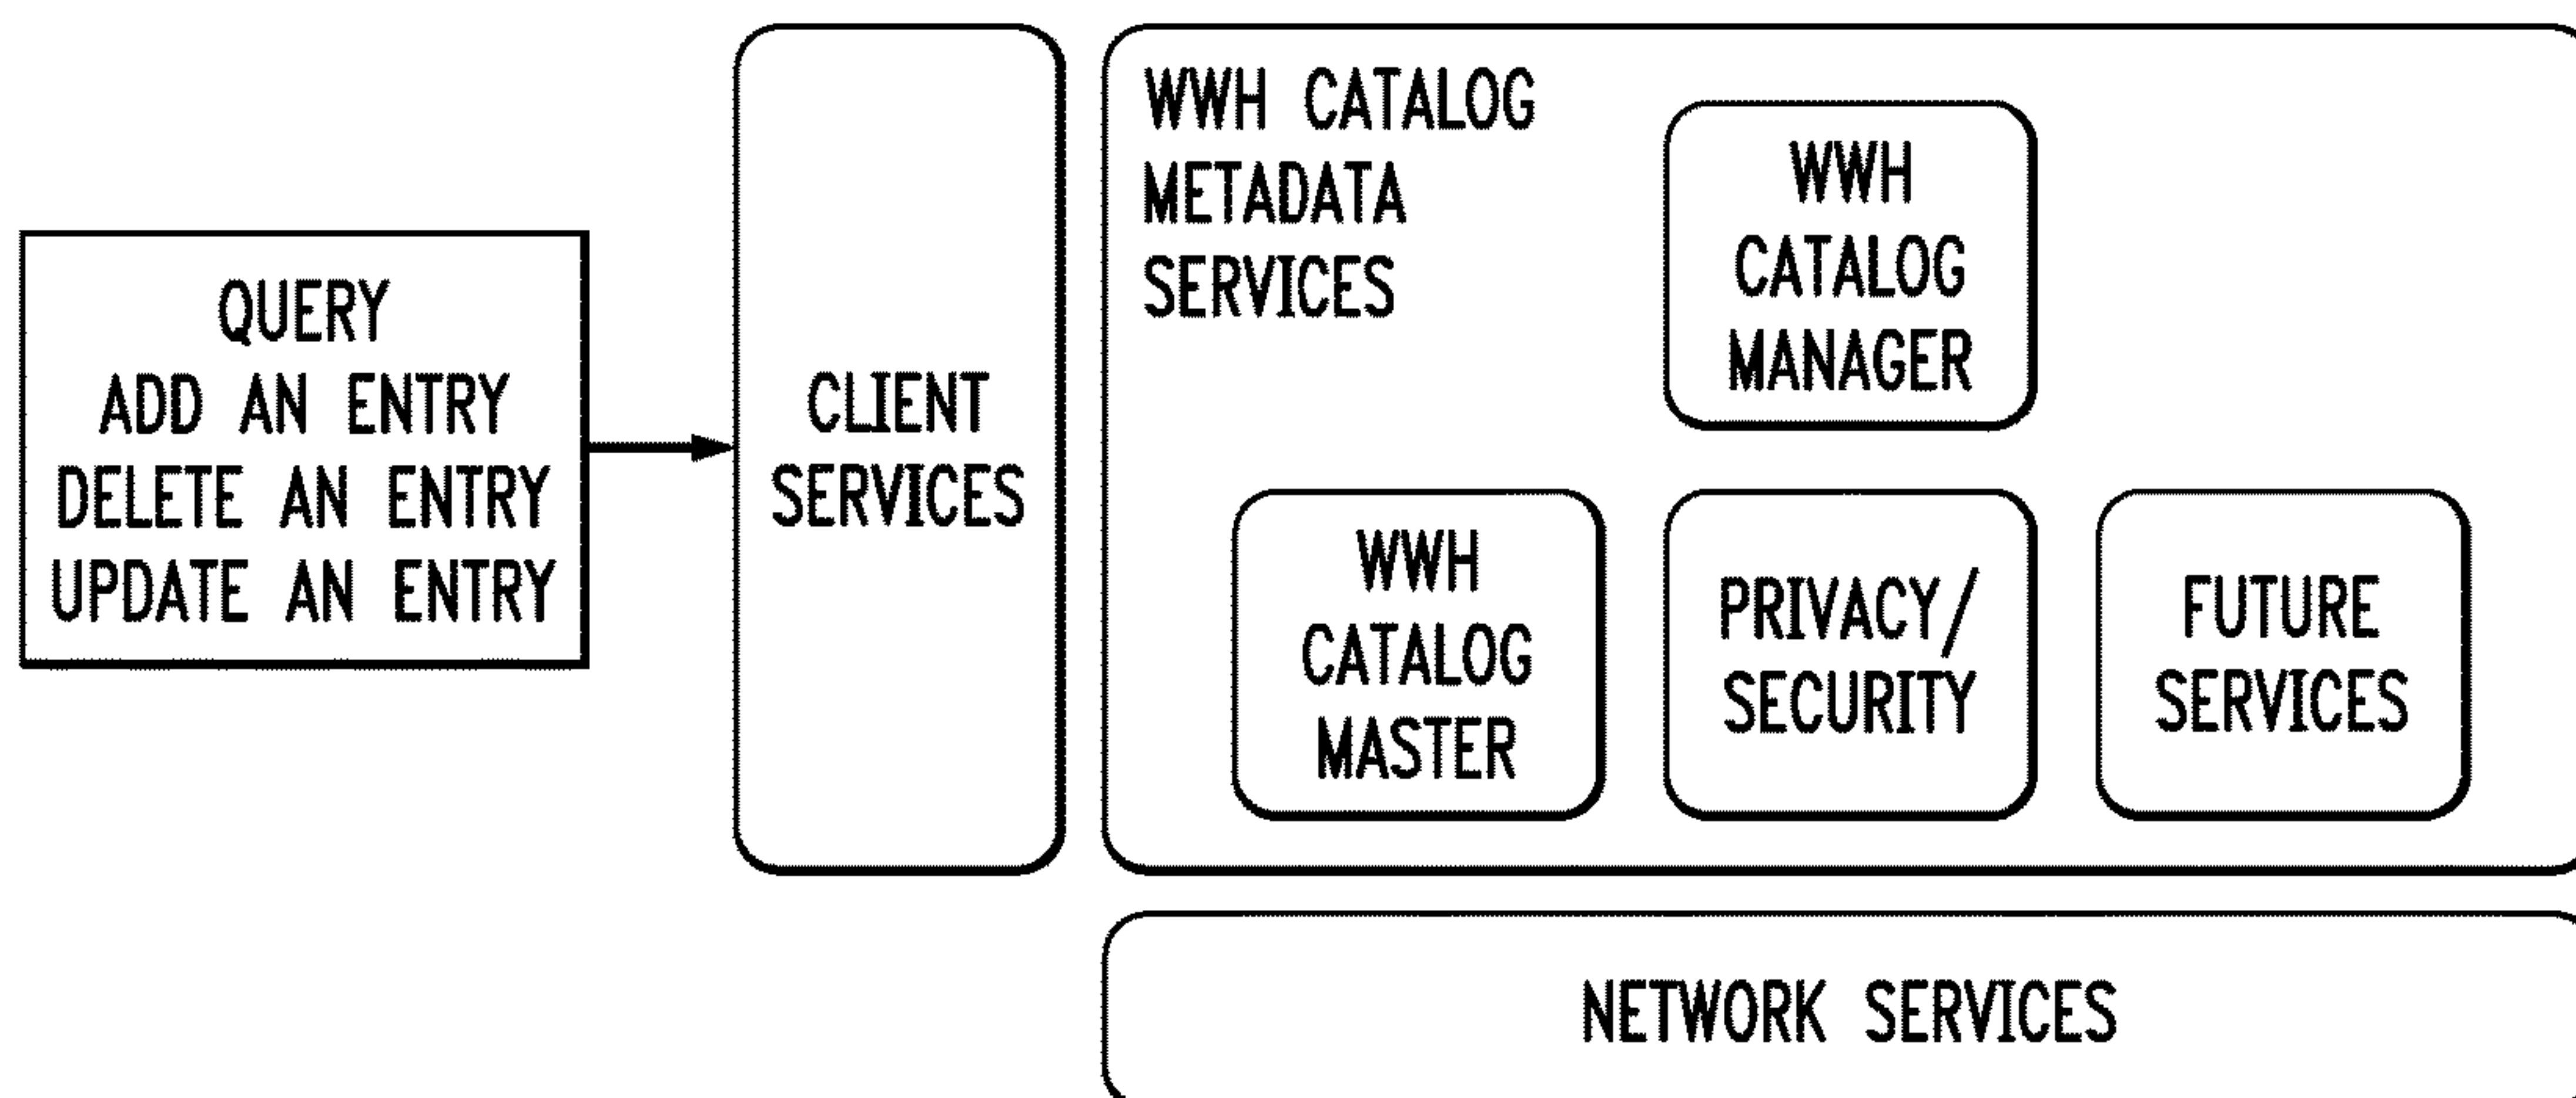 QUERY
ADD AN ENTRY
DELETE AN ENTRY
UPDATE AN ENTRY
CLIENT
SERVICES
WWH CATALOG
METADATA
SERVICES
WWH
CATALOG
MANAGER
WWH
CATALOG
MASTER
PRIVACY/
SECURITY
FUTURE
SERVICES
NETWORK SERVICES